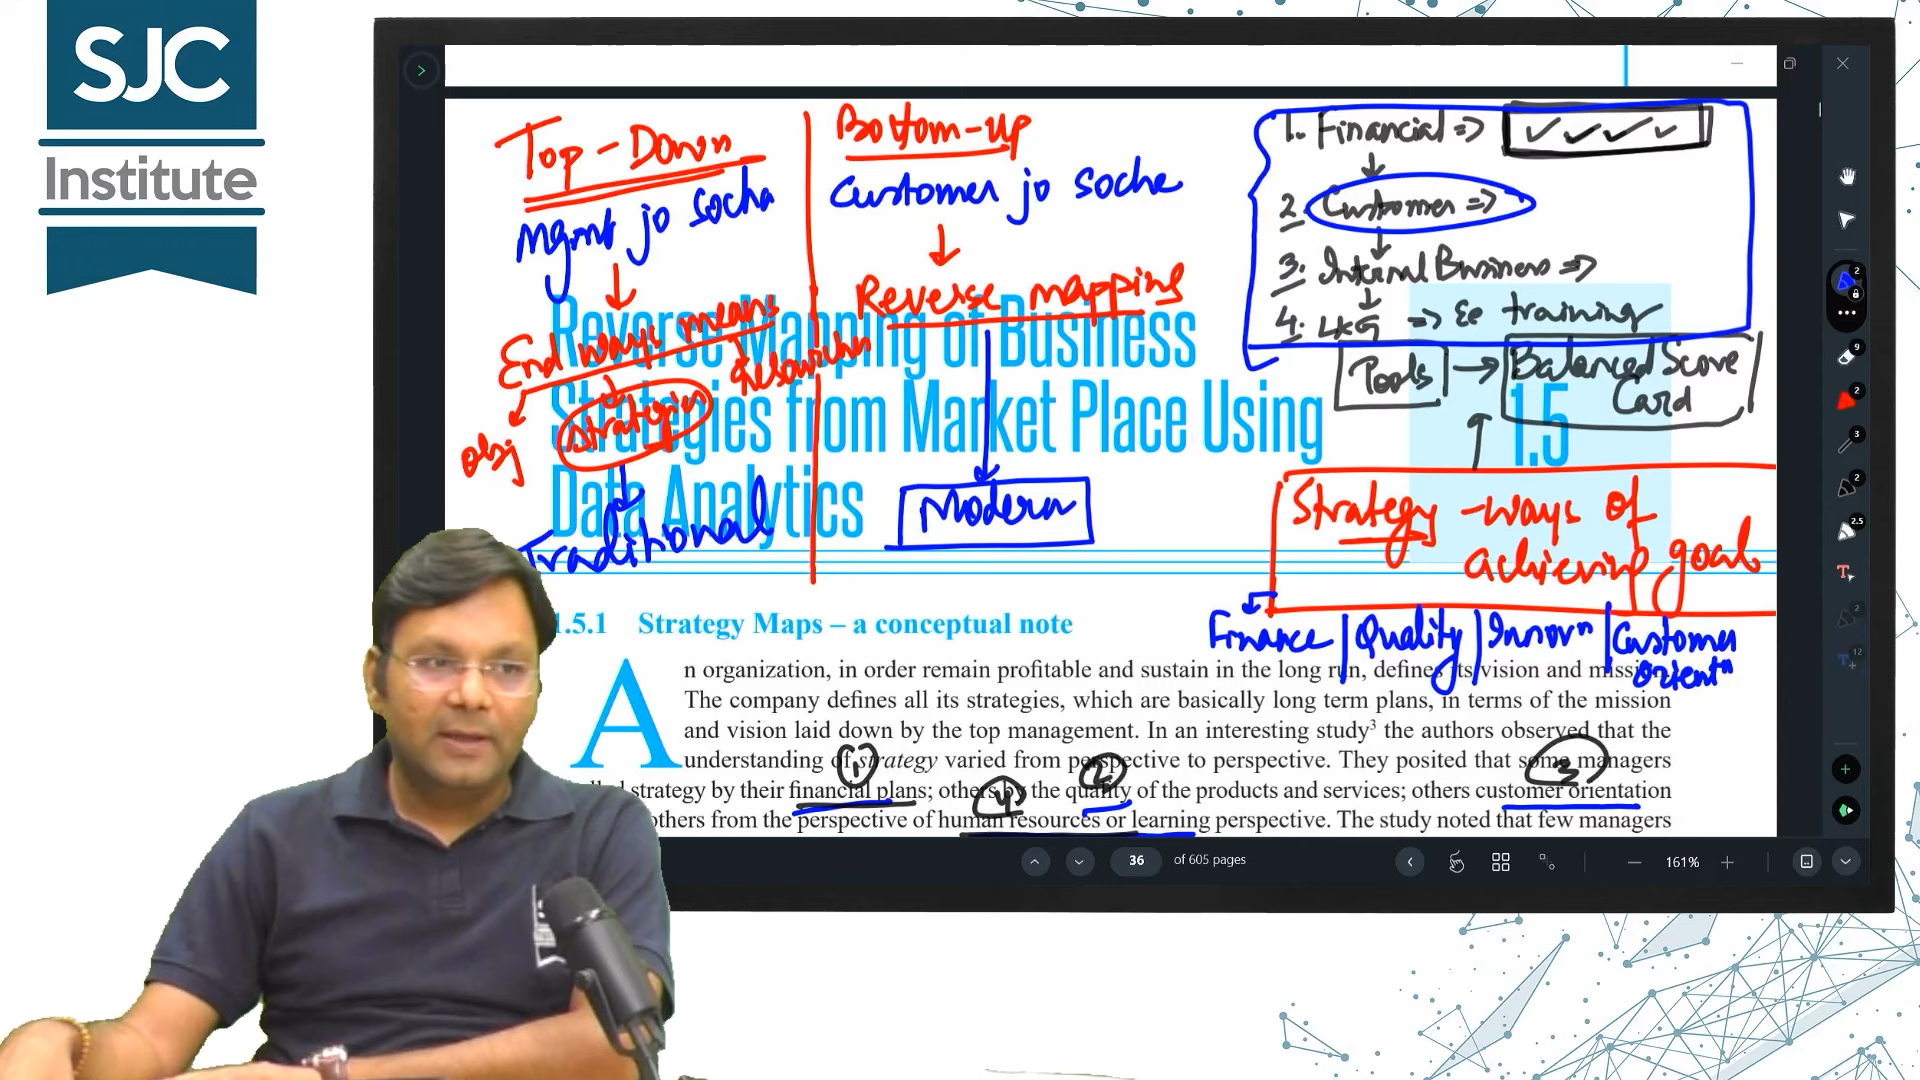 SJC
Institute
Top-Down
Mgmt jo socha
End ways means
obj
Traditional
Bottom-up
Customer jo soche
Reverse mapping
Modern
1. Financial =>
2. Customer =>
3. Internal Business =>
4. L&G => Ee training
Tools → Balanced Score
Card
Reverse Mapping of Business
Strategies from Market Place Using
Data Analytics
1.5
Strategy - ways of
achieving goal
Finance | Quality | Innovn | Customer
Orientn
1.5.1 Strategy Maps – a conceptual note
An organization, in order remain profitable and sustain in the long run, defines its vision and mission.
The company defines all its strategies, which are basically long term plans, in terms of the mission
and vision laid down by the top management. In an interesting study3 the authors observed that the
understanding of strategy varied from perspective to perspective. They posited that some managers
strategy by their financial plans; others by the quality of the products and services; others customer orientation
others from the perspective of human resources or learning perspective. The study noted that few managers
1
2
3
4
36 of 605 pages
161%